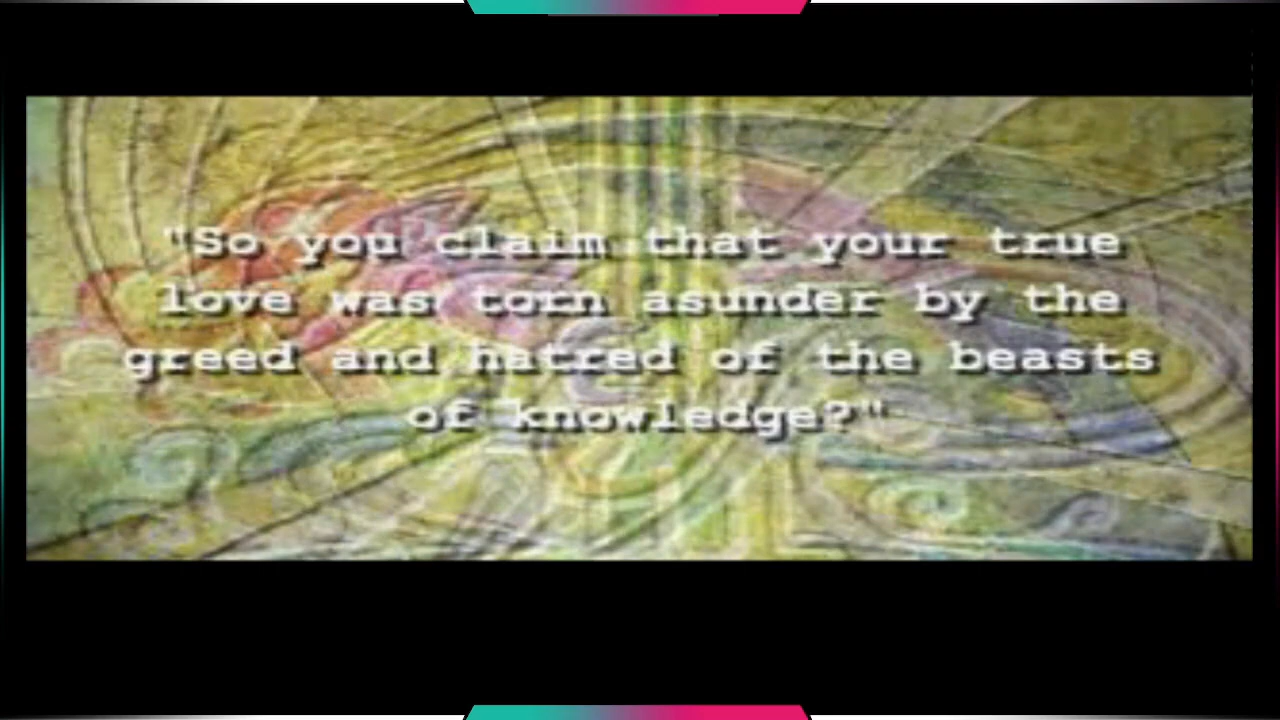 "So you claim that your true
love was torn asunder by the
greed and hatred of the beasts
of knowledge?"